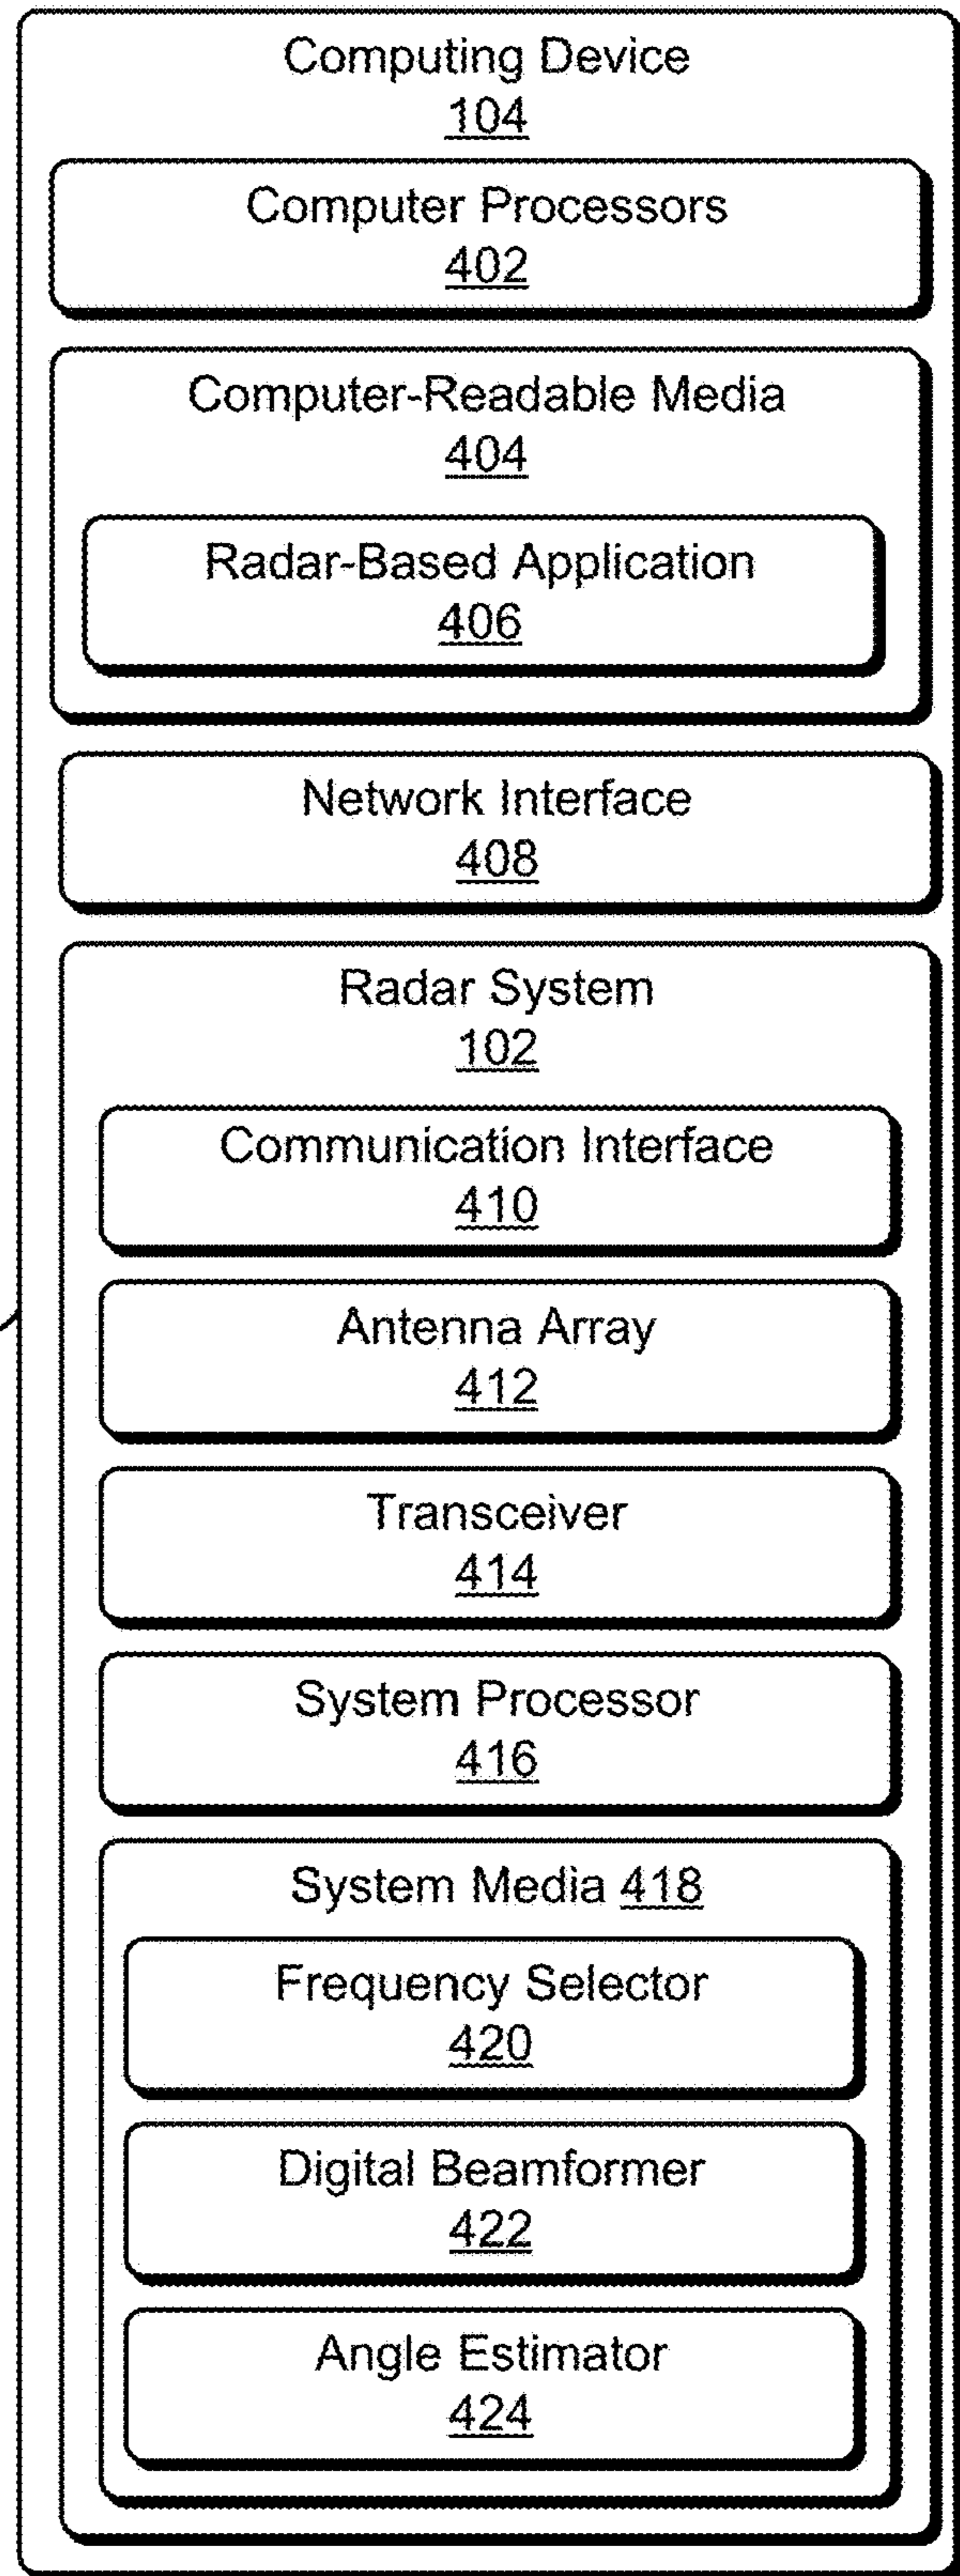 Computing Device
104
Computer Processors
402
Computer-Readable Media
404
Radar-Based Application
406
Network Interface
408
Radar System
102
Communication Interface
410
Antenna Array
412
Transceiver
414
System Processor
416
System Media 418
Frequency Selector
420
Digital Beamformer
422
Angle Estimator
424